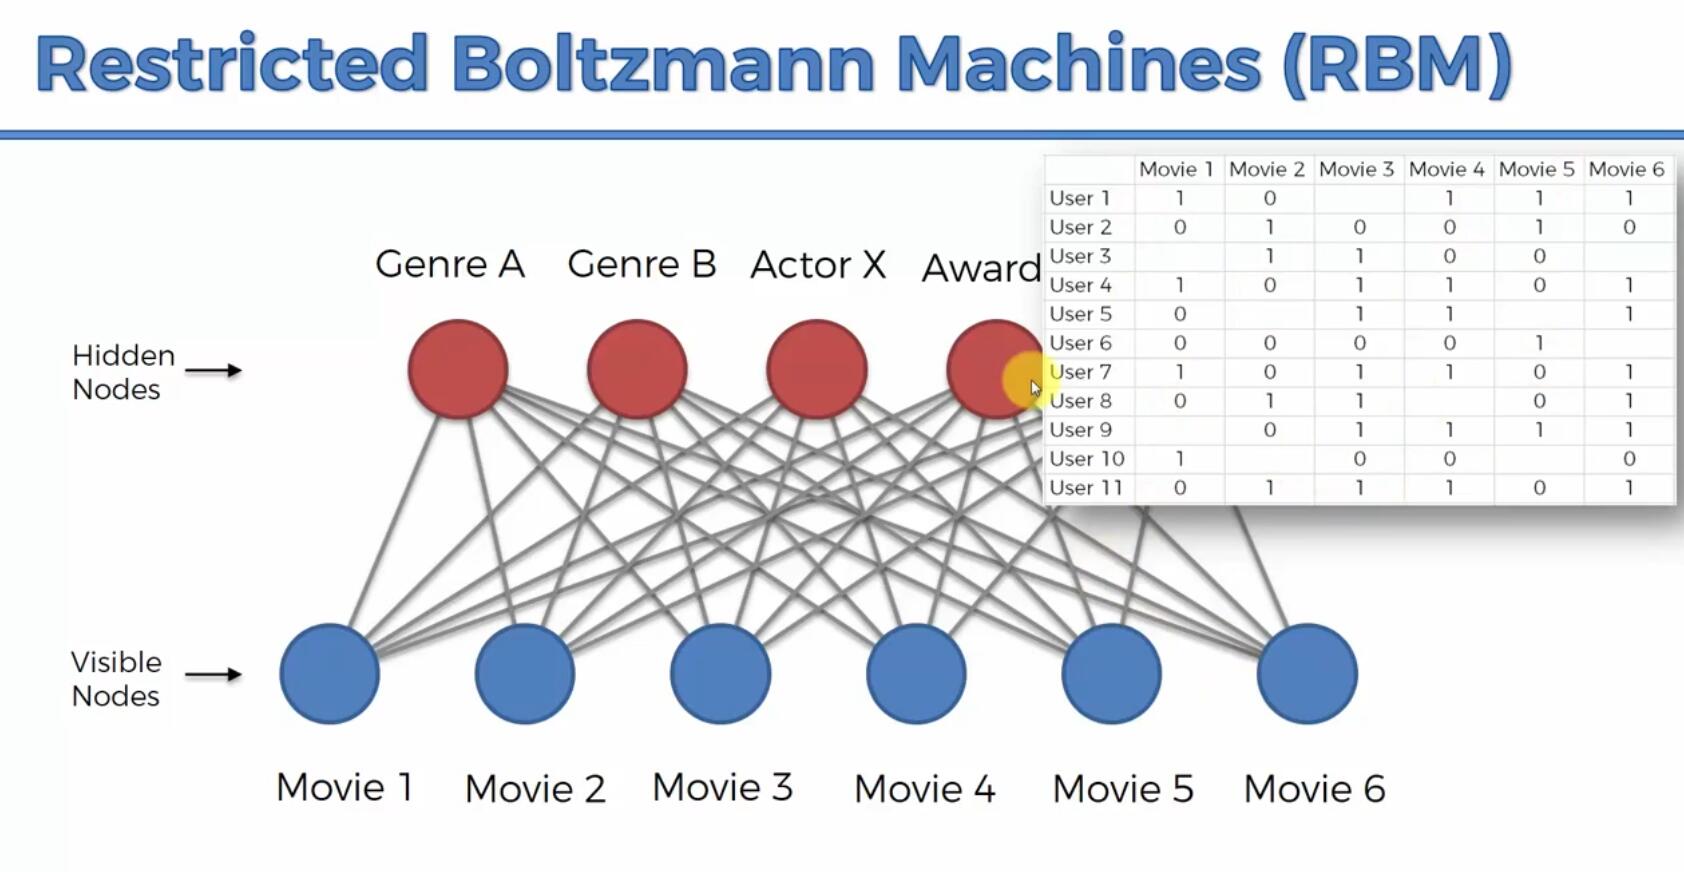 Restricted Boltzmann Machines (RBM)
Movie 1 Movie 2 Movie 3 Movie 4 Movie 5 Movie 6
User 1 1 0 1 1 1
User 2 0 1 0 0 1 0
User 3 1 1 0 0
User 4 1 0 1 1 0 1
User 5 0 1 1 1
User 6 0 0 0 0 1
User 7 1 0 1 1 0 1
User 8 0 1 1 0 1
User 9 0 1 1 1 1
User 10 1 0 0 0
User 11 0 1 1 1 0 1
Genre A Genre B Actor X Award
Hidden
Nodes
Visible
Nodes
Movie 1 Movie 2 Movie 3 Movie 4 Movie 5 Movie 6